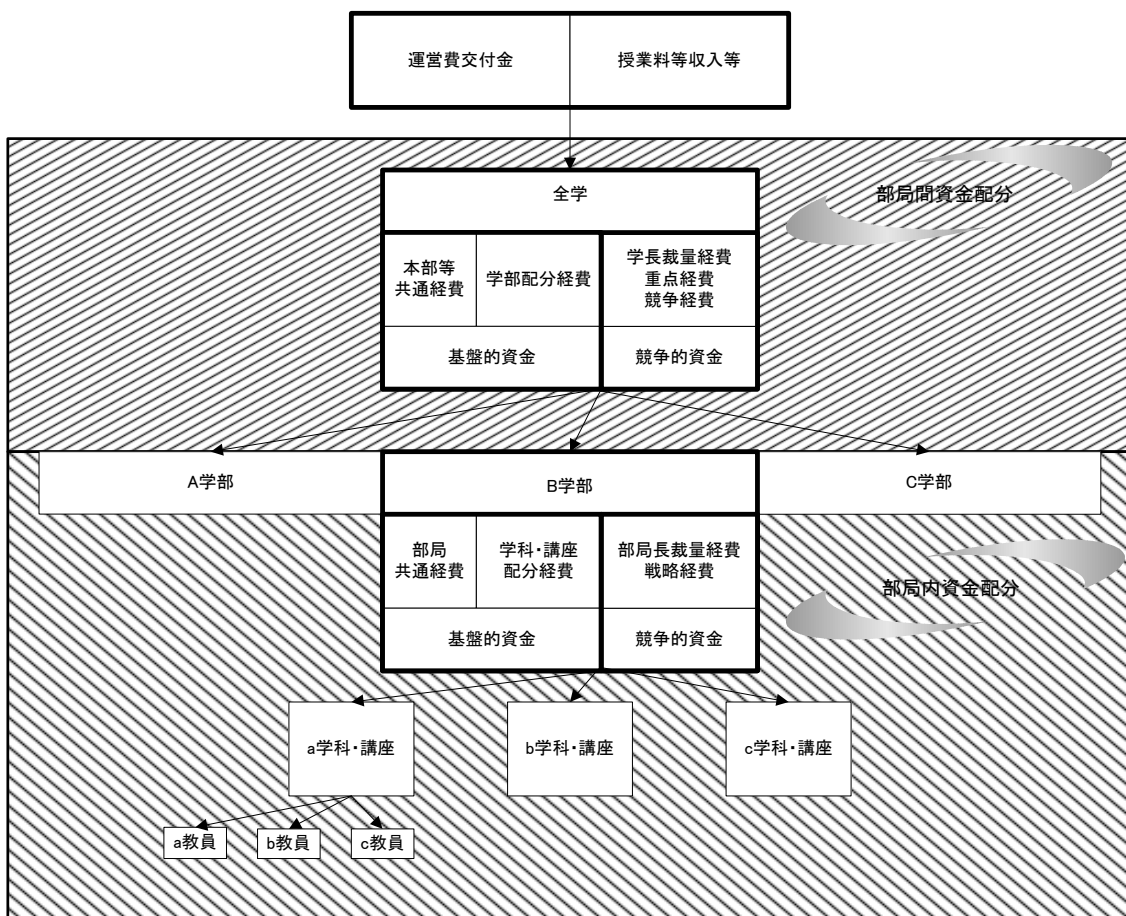 運営費交付金
授業料等収入等
全学
部局間資金配分
本部等
共通経費
学部配分経費
学長裁量経費
重点経費
競争経費
基盤的資金
競争的資金
A学部
B学部
C学部
部局
共通経費
学科・講座
配分経費
部局長裁量経費
戦略経費
部局内資金配分
基盤的資金
競争的資金
a学科・講座
b学科・講座
c学科・講座
a教員
b教員
c教員